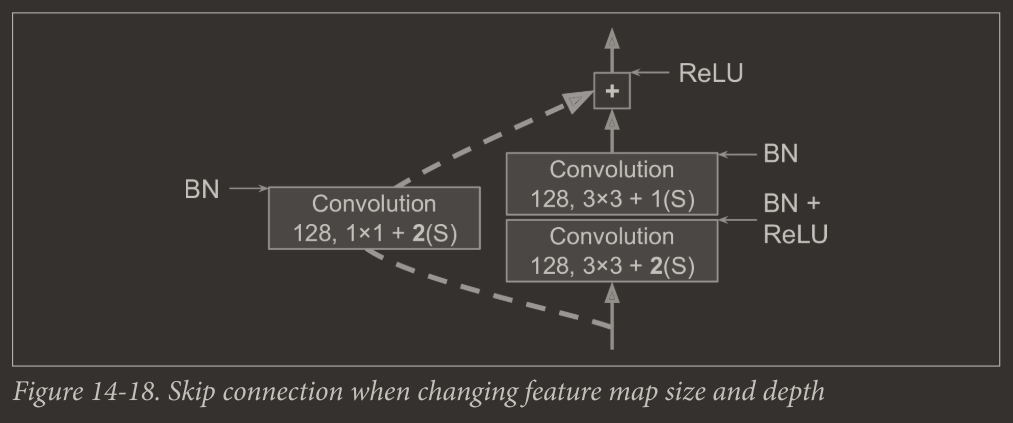 +
ReLU
BN
Convolution
128, 3×3 + 1(S)
BN
Convolution
128, 1×1 + 2(S)
BN +
ReLU
Convolution
128, 3×3 + 2(S)
Figure 14-18. Skip connection when changing feature map size and depth